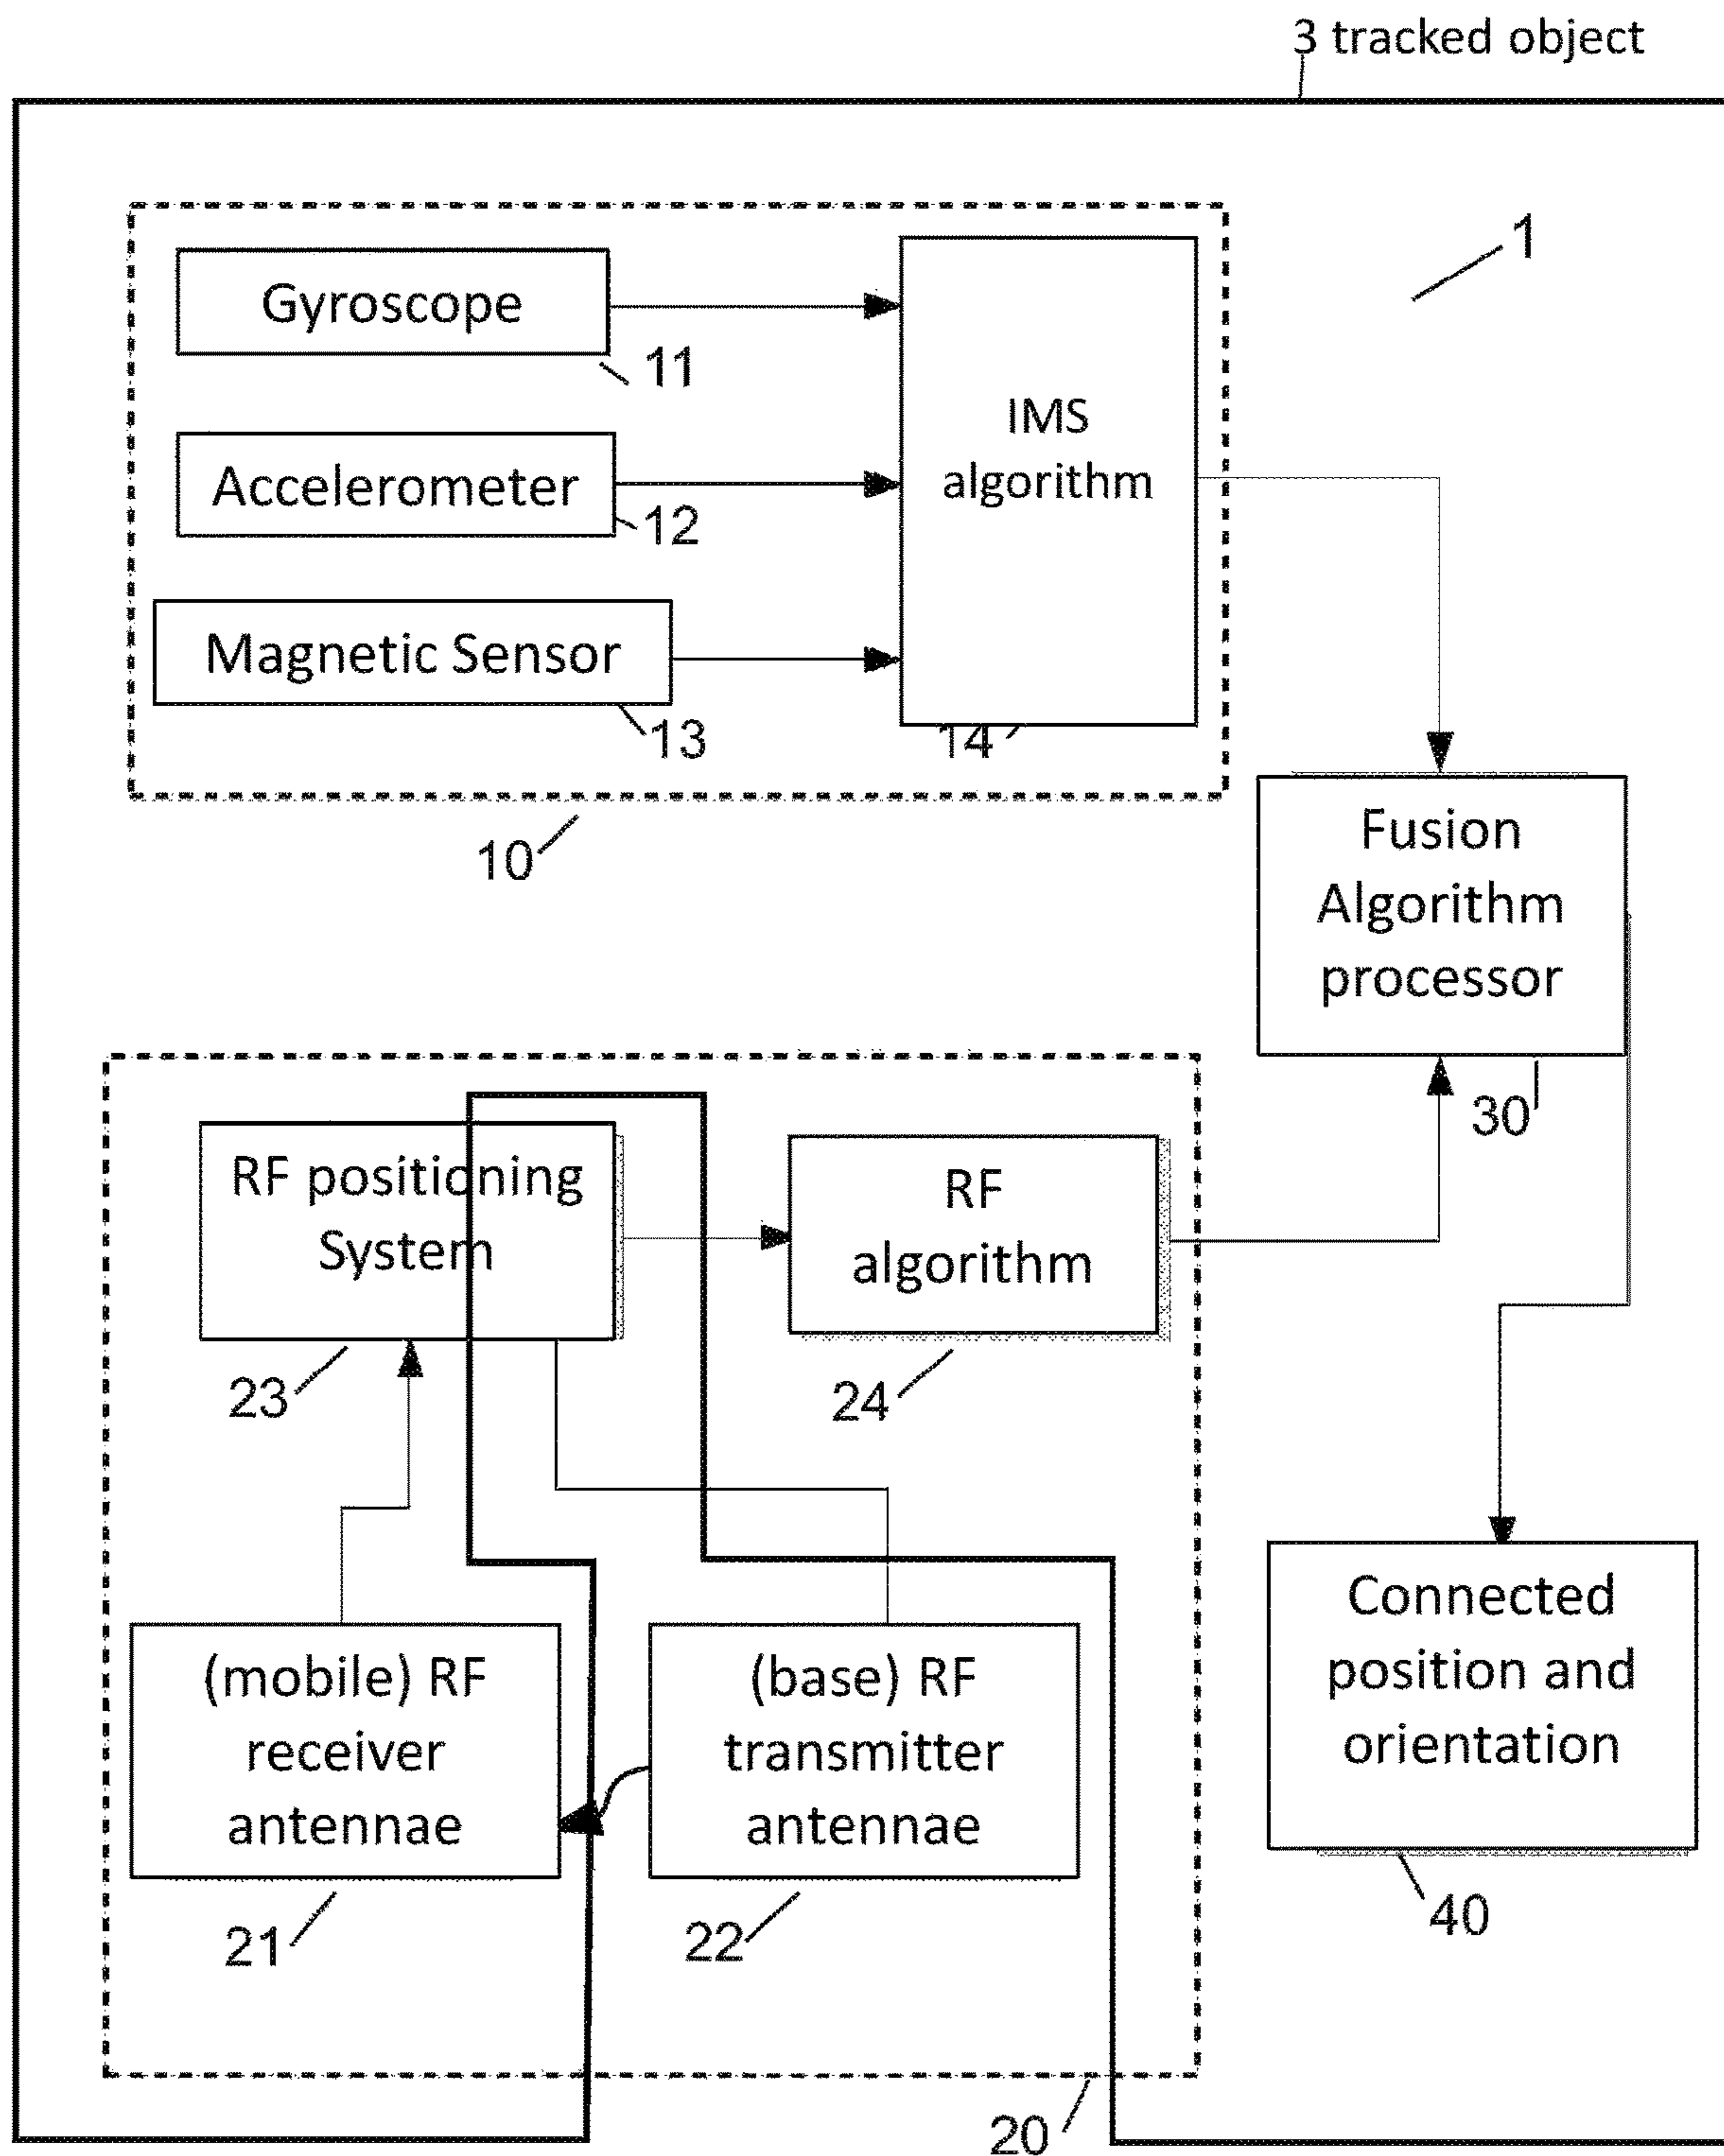 3 tracked object
1
Gyroscope
11
IMS
algorithm
Accelerometer
12
Magnetic Sensor
13
14
10
Fusion
Algorithm
processor
30
RF positioning
System
RF
algorithm
23
24
(mobile) RF
receiver
antennae
(base) RF
transmitter
antennae
Connected
position and
orientation
21
22
40
20